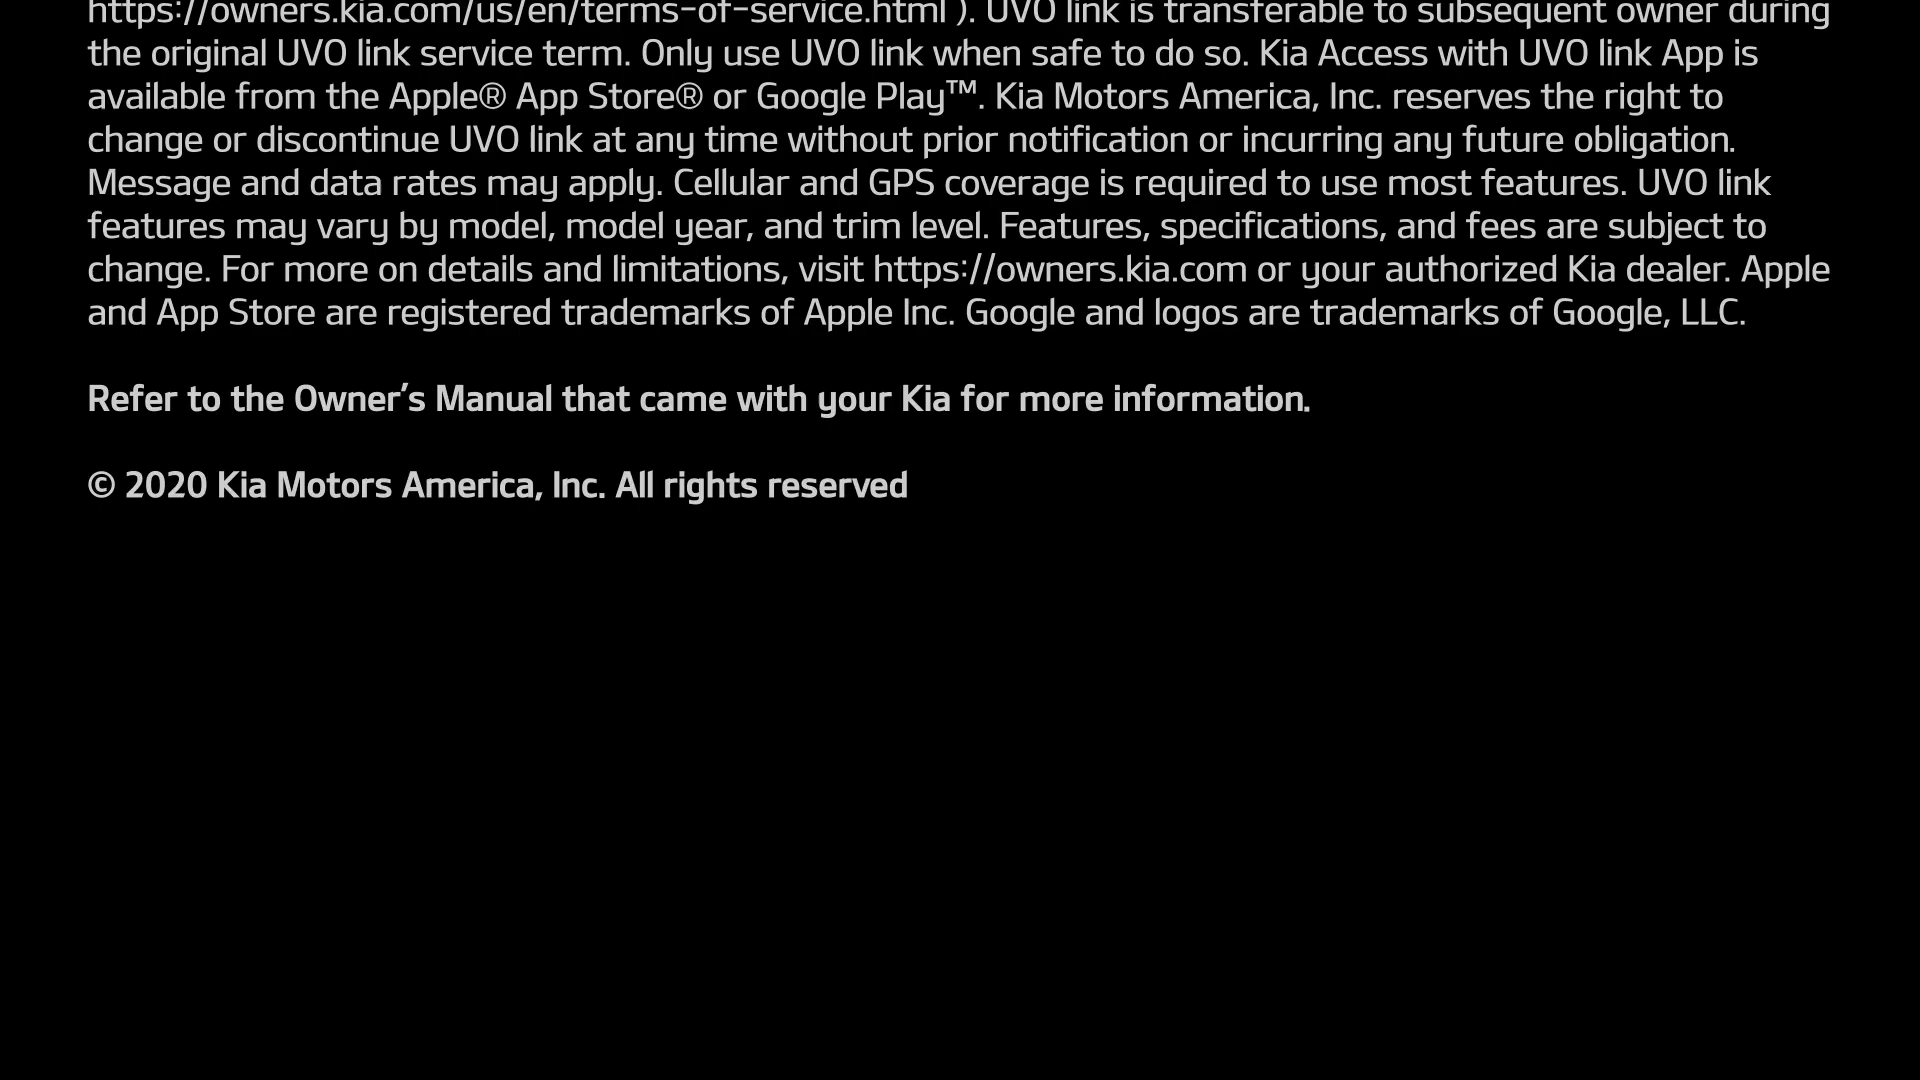 https://owners.kia.com/us/en/terms-of-service.html ). UVO link is transferable to subsequent owner during
the original UVO link service term. Only use UVO link when safe to do so. Kia Access with UVO link App is
available from the Apple® App Store® or Google Play™. Kia Motors America, Inc. reserves the right to
change or discontinue UVO link at any time without prior notification or incurring any future obligation.
Message and data rates may apply. Cellular and GPS coverage is required to use most features. UVO link
features may vary by model, model year, and trim level. Features, specifications, and fees are subject to
change. For more on details and limitations, visit https://owners.kia.com or your authorized Kia dealer. Apple
and App Store are registered trademarks of Apple Inc. Google and logos are trademarks of Google, LLC.
Refer to the Owner’s Manual that came with your Kia for more information.
© 2020 Kia Motors America, Inc. All rights reserved